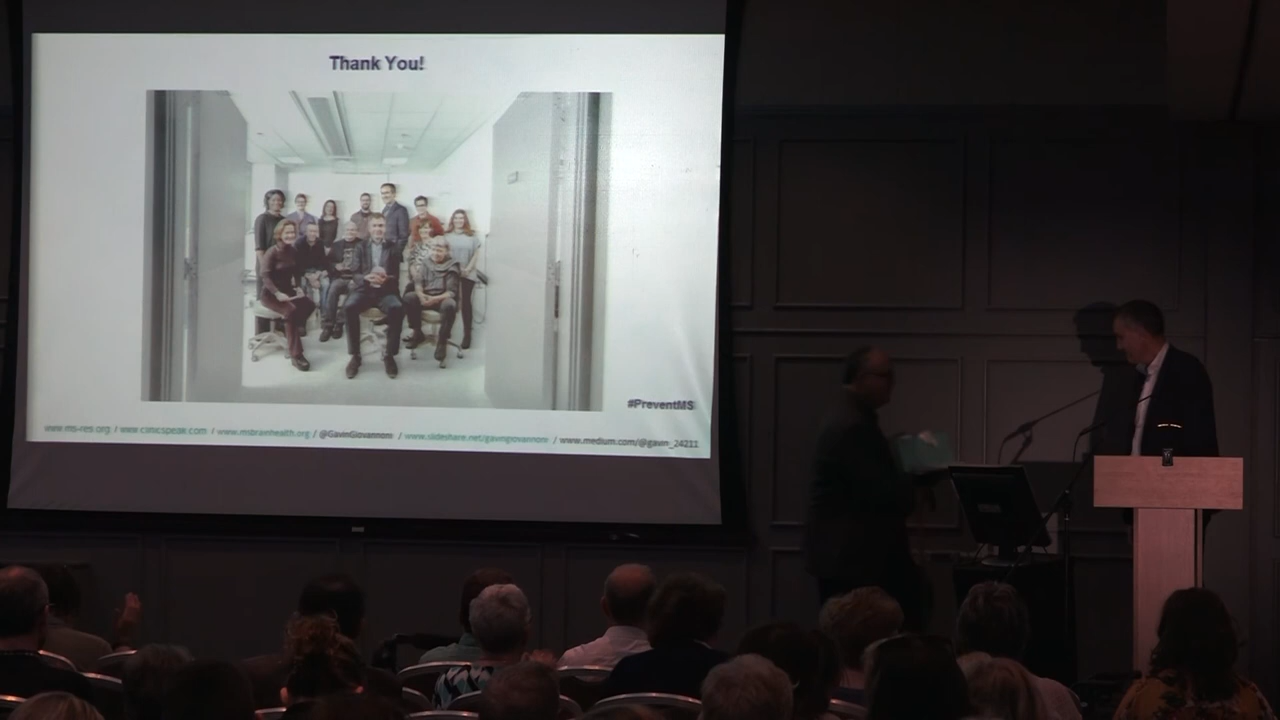 Thank You!
#PreventMS
www.ms-res.org / www.clinicspeak.com / www.msbrainhealth.org / @GavinGiovannoni / www.slideshare.net/gavingiovannoni / www.medium.com/@gavin_24211